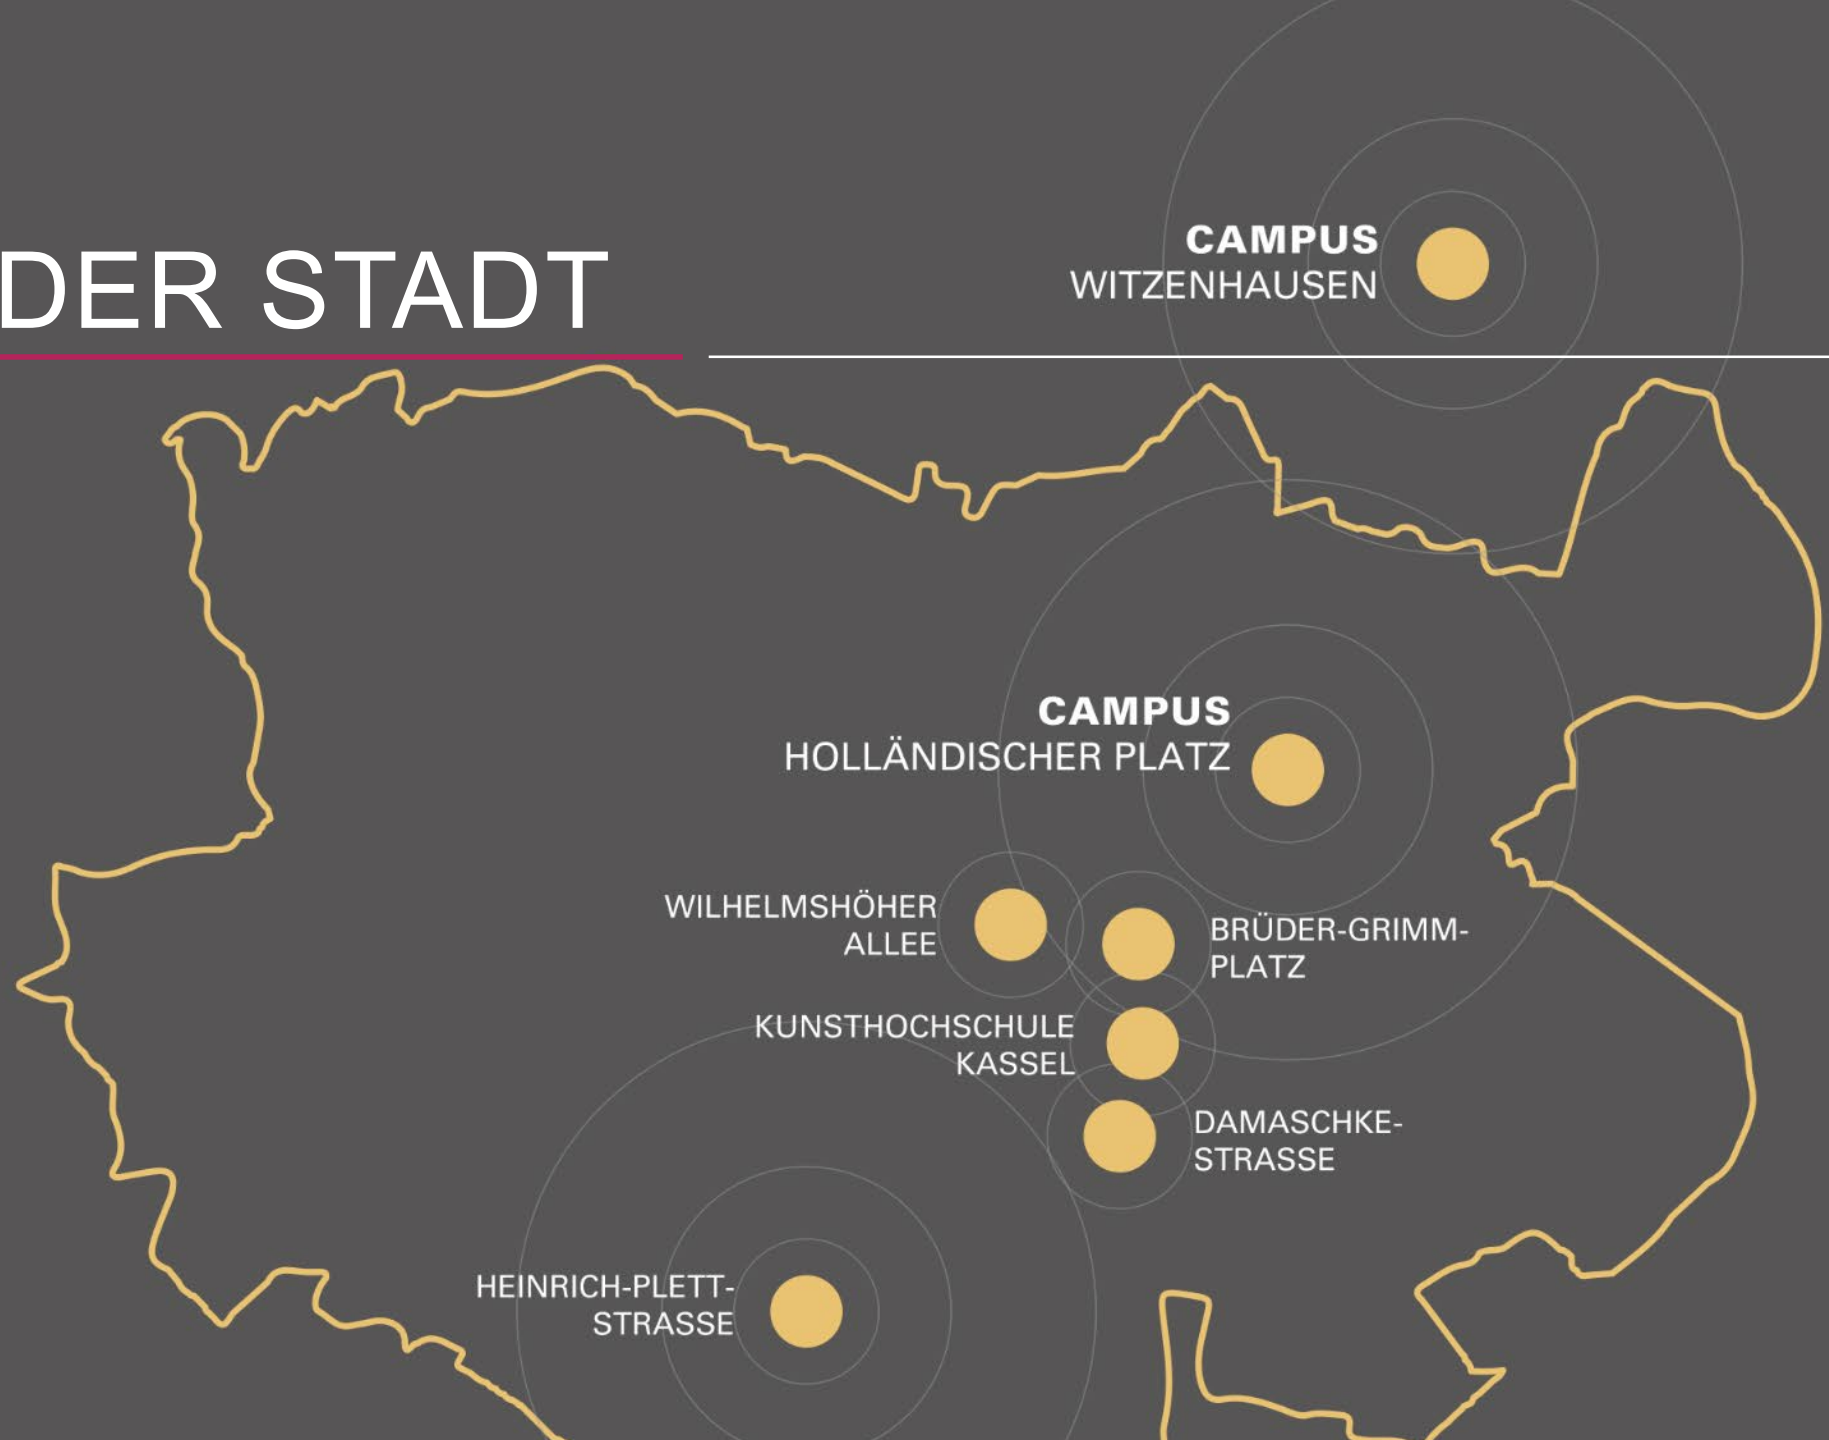 DER STADT
CAMPUS
WITZENHAUSEN
CAMPUS
HOLLÄNDISCHER PLATZ
WILHELMSHÖHER
ALLEE
BRÜDER-GRIMM-
PLATZ
KUNSTHOCHSCHULE
KASSEL
DAMASCHKE-
STRASSE
HEINRICH-PLETT-
STRASSE